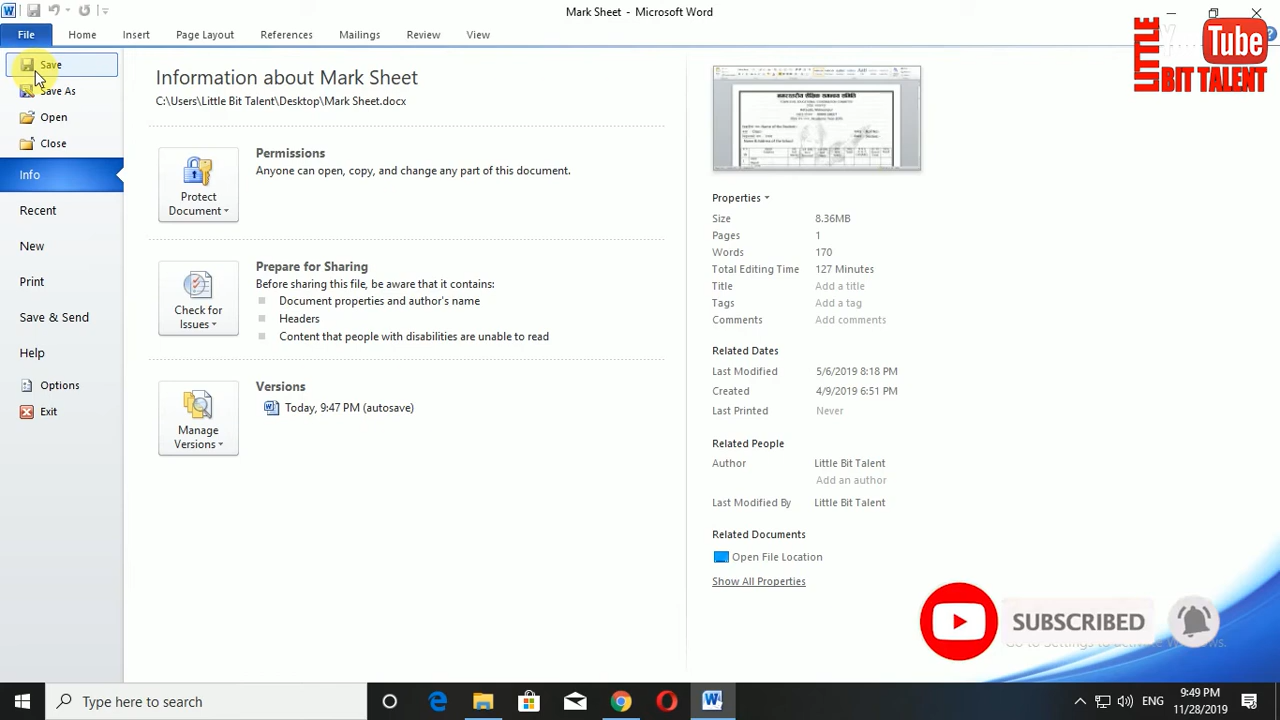 Mark Sheet - Microsoft Word
File Home Insert Page Layout References Mailings Review View
LITTLE
You Tube
BIT TALENT
Save
Save As
Open
Close
Info
Recent
New
Print
Save & Send
Help
Options
Exit
Information about Mark Sheet
C:\Users\Little Bit Talent\Desktop\Mark Sheet.docx
Permissions
Anyone can open, copy, and change any part of this document.
Protect
Document
Prepare for Sharing
Before sharing this file, be aware that it contains:
Document properties and author's name
Headers
Content that people with disabilities are unable to read
Check for
Issues
Versions
Today, 9:47 PM (autosave)
Manage
Versions
Properties
Size 8.36MB
Pages 1
Words 170
Total Editing Time 127 Minutes
Title Add a title
Tags Add a tag
Comments Add comments
Related Dates
Last Modified 5/6/2019 8:18 PM
Created 4/9/2019 6:51 PM
Last Printed Never
Related People
Author Little Bit Talent
Add an author
Last Modified By Little Bit Talent
Related Documents
Open File Location
Show All Properties
SUBSCRIBED
Go to Settings to activate Windows.
Type here to search
ENG
9:49 PM
11/28/2019